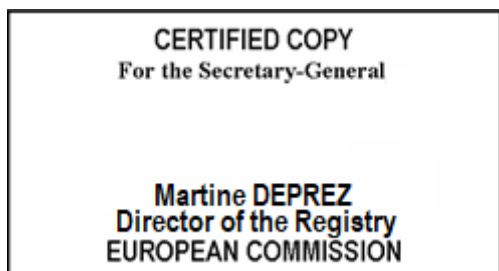 CERTIFIED COPY
For the Secretary-General
Martine DEPREZ
Director of the Registry
EUROPEAN COMMISSION